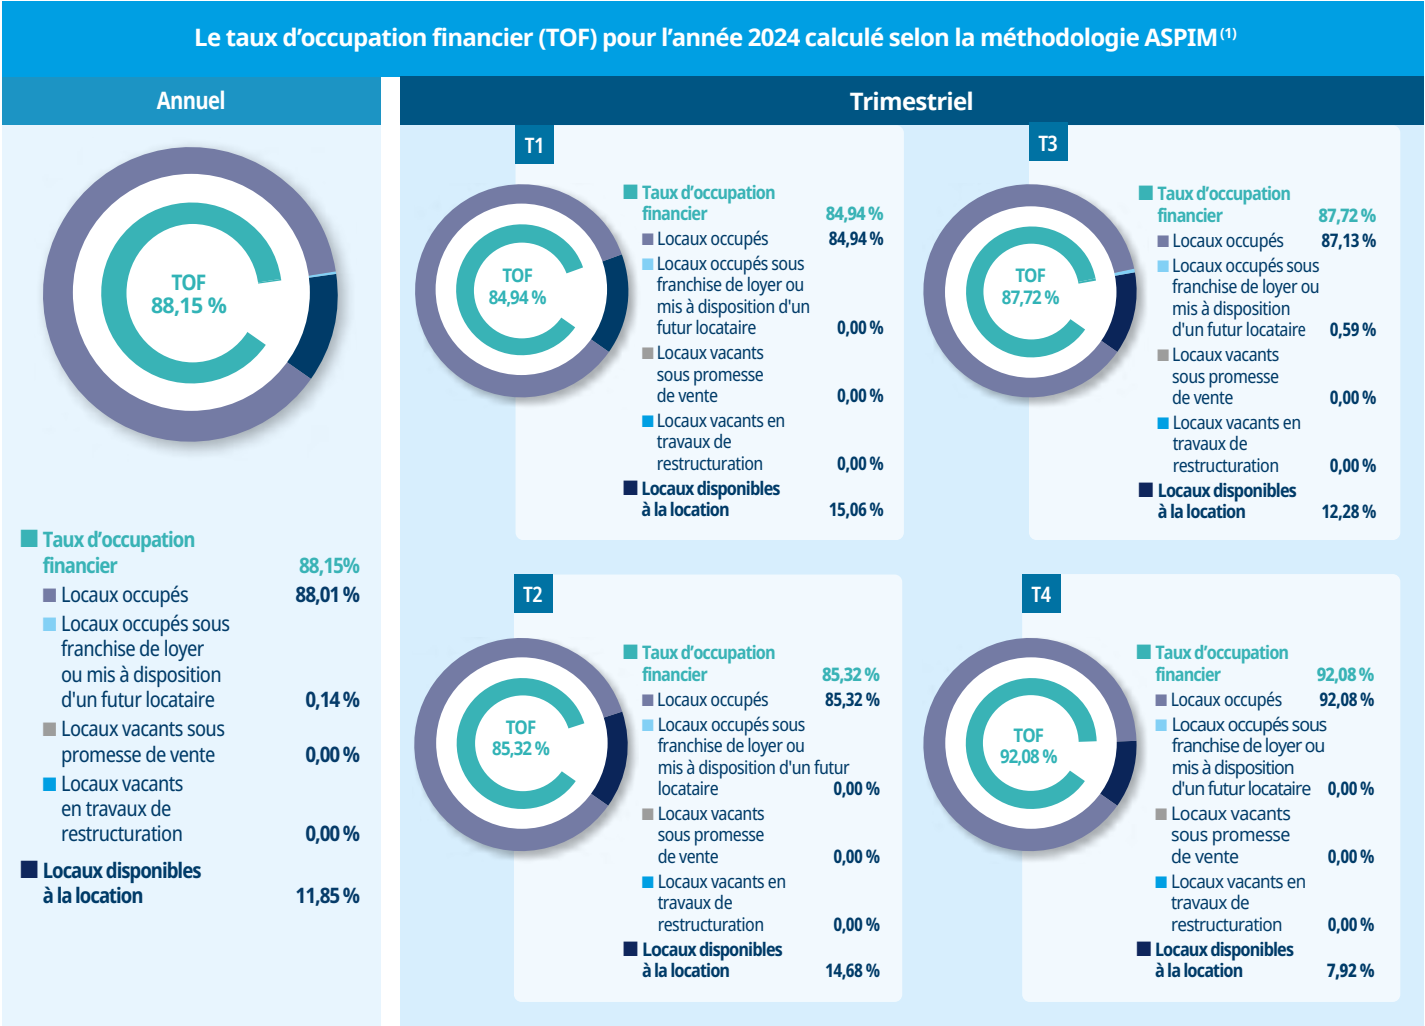 Le taux d'occupation financier (TOF) pour l'année 2024 calculé selon la méthodologie ASPIM(1)
Annuel
TOF
88,15 %
Taux d'occupation
financier 88,15%
Locaux occupés 88,01 %
Locaux occupés sous
franchise de loyer
ou mis à disposition
d'un futur locataire 0,14 %
Locaux vacants sous
promesse de vente 0,00 %
Locaux vacants
en travaux de
restructuration 0,00 %
Locaux disponibles
à la location 11,85 %
Trimestriel
T1
TOF
84,94 %
Taux d'occupation
financier 84,94 %
Locaux occupés 84,94 %
Locaux occupés sous
franchise de loyer ou
mis à disposition d'un
futur locataire 0,00 %
Locaux vacants
sous promesse
de vente 0,00 %
Locaux vacants en
travaux de
restructuration 0,00 %
Locaux disponibles
à la location 15,06 %
T2
TOF
85,32 %
Taux d'occupation
financier 85,32 %
Locaux occupés 85,32 %
Locaux occupés sous
franchise de loyer ou
mis à disposition d'un futur
locataire 0,00 %
Locaux vacants
sous promesse
de vente 0,00 %
Locaux vacants en
travaux de
restructuration 0,00 %
Locaux disponibles
à la location 14,68 %
T3
TOF
87,72 %
Taux d'occupation
financier 87,72 %
Locaux occupés 87,13 %
Locaux occupés sous
franchise de loyer ou
mis à disposition
d'un futur locataire 0,59 %
Locaux vacants
sous promesse
de vente 0,00 %
Locaux vacants en
travaux de
restructuration 0,00 %
Locaux disponibles
à la location 12,28 %
T4
TOF
92,08 %
Taux d'occupation
financier 92,08 %
Locaux occupés 92,08 %
Locaux occupés sous
franchise de loyer ou
mis à disposition
d'un futur locataire 0,00 %
Locaux vacants
sous promesse
de vente 0,00 %
Locaux vacants en
travaux de
restructuration 0,00 %
Locaux disponibles
à la location 7,92 %